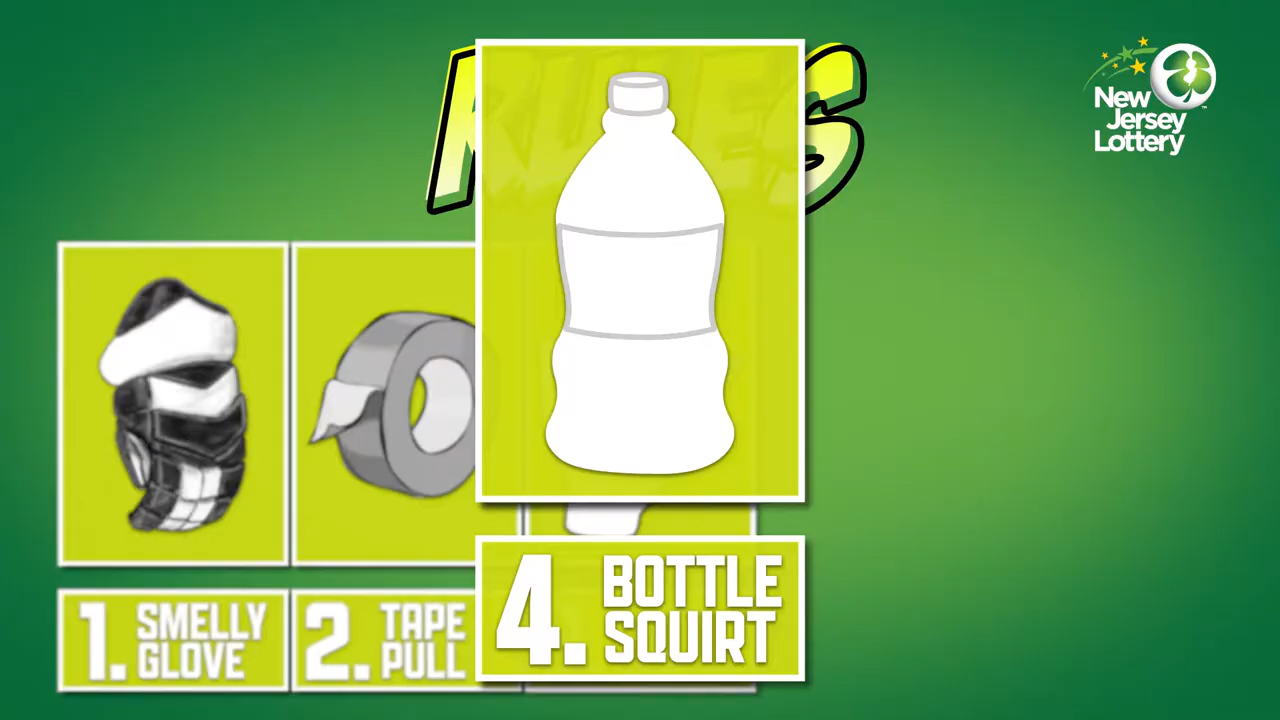 New
Jersey
Lottery
1. SMELLY
GLOVE
2. TAPE
PULL
4. BOTTLE
SQUIRT